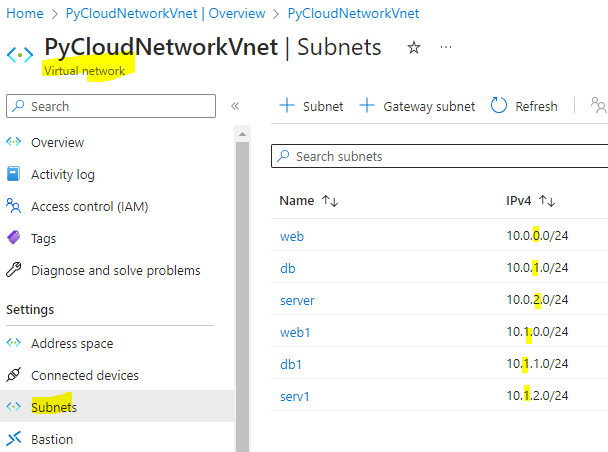 Home > PyCloudNetworkVnet | Overview > PyCloudNetworkVnet
PyCloudNetworkVnet | Subnets
Virtual network
Search
Overview
Activity log
Access control (IAM)
Tags
Diagnose and solve problems
Settings
Address space
Connected devices
Subnets
Bastion
+ Subnet + Gateway subnet Refresh
Search subnets
Name IPv4
web 10.0.0.0/24
db 10.0.1.0/24
server 10.0.2.0/24
web1 10.1.0.0/24
db1 10.1.1.0/24
serv1 10.1.2.0/24